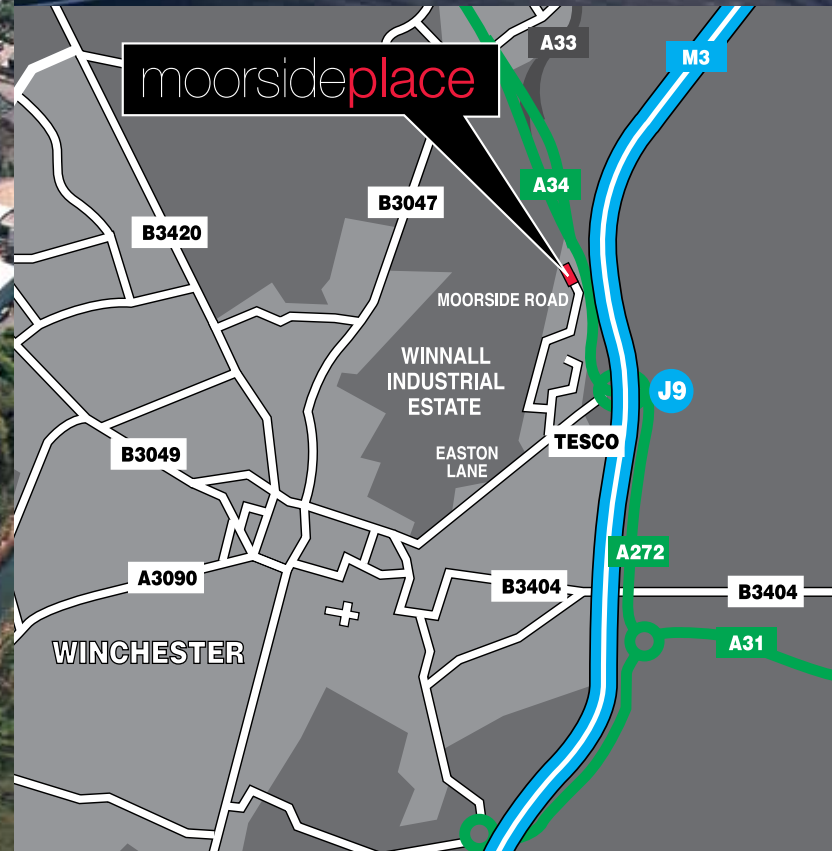 A33
M3
moorsideplace
A34
B3047
B3420
MOORSIDE ROAD
WINNALL
INDUSTRIAL
ESTATE
J9
TESCO
EASTON
LANE
B3049
A272
A3090
B3404
B3404
WINCHESTER
A31